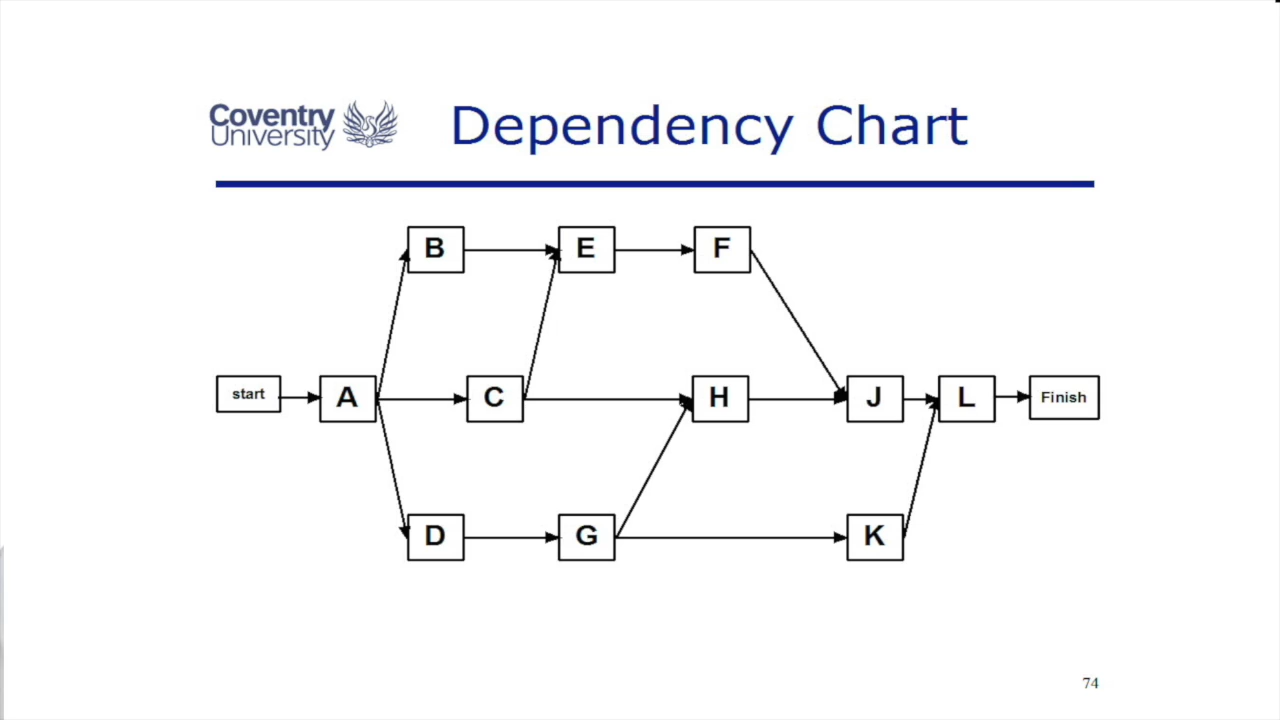 Coventry
University
Dependency Chart
B
E
F
start
A
C
H
J
L
Finish
D
G
K
74